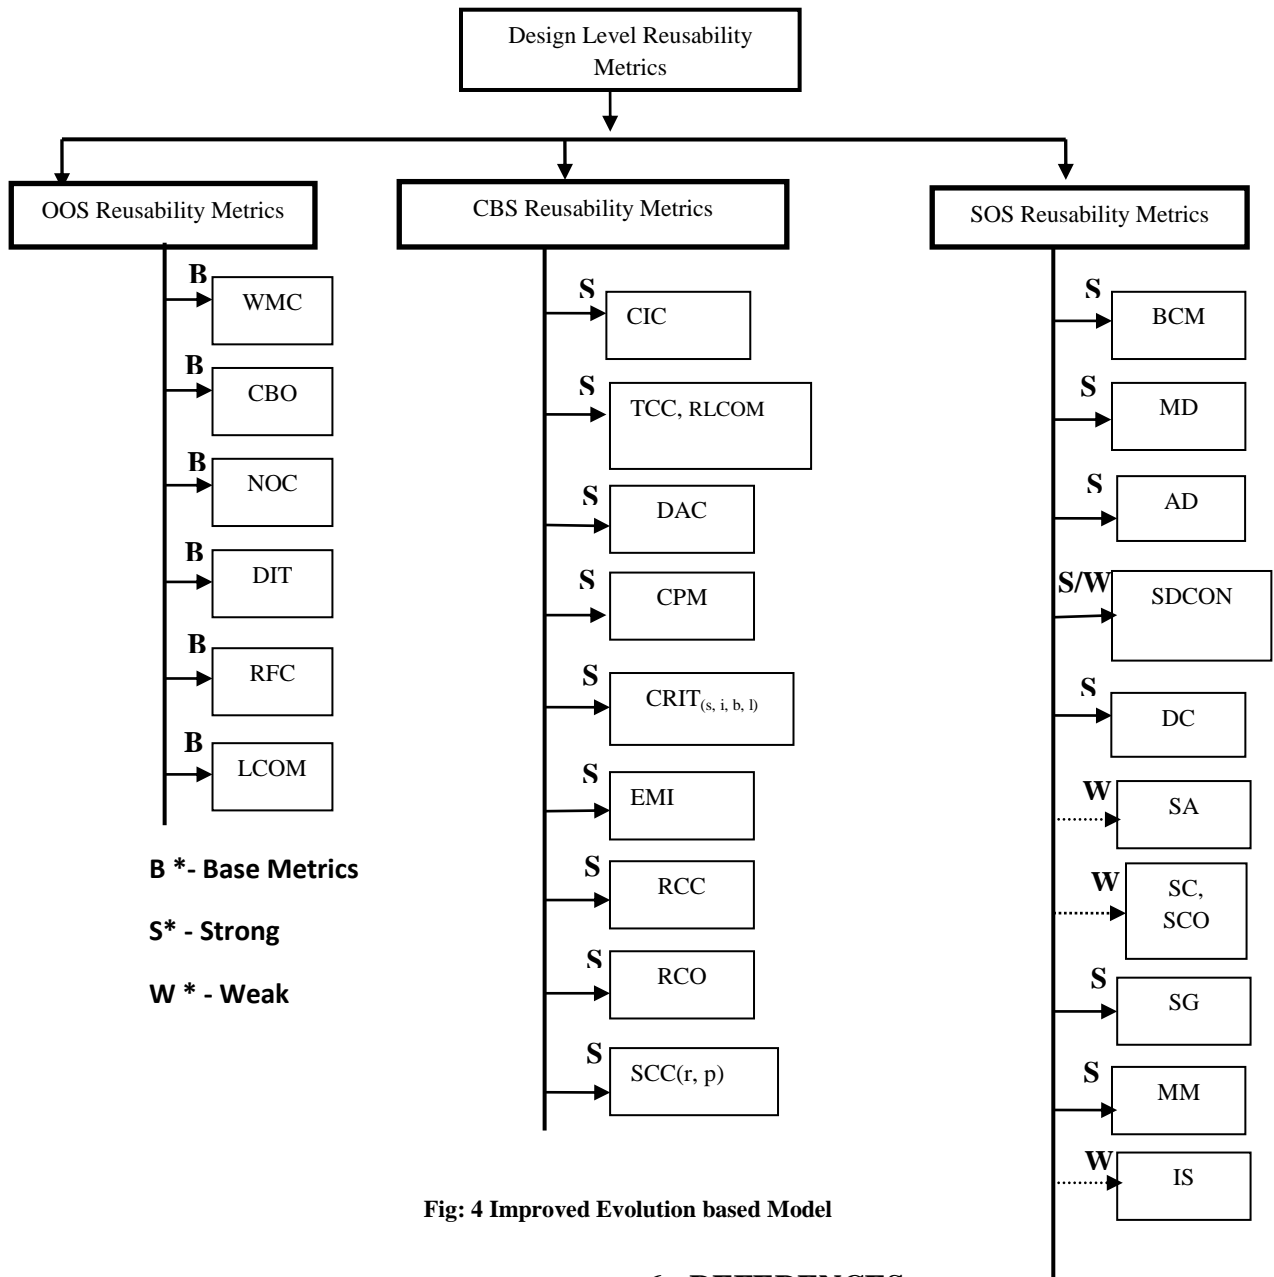 Design Level Reusability
Metrics
OOS Reusability Metrics
B
WMC
B
CBO
B
NOC
B
DIT
B
RFC
B
LCOM
B *- Base Metrics
S* - Strong
W * - Weak
CBS Reusability Metrics
S
CIC
S
TCC, RLCOM
S
DAC
S
CPM
S
CRIT(s, i, b, l)
S
EMI
S
RCC
S
RCO
S
SCC(r, p)
SOS Reusability Metrics
S
BCM
S
MD
S
AD
S/W
SDCON
S
DC
W
SA
W
SC,
SCO
S
SG
S
MM
W
IS
Fig: 4 Improved Evolution based Model